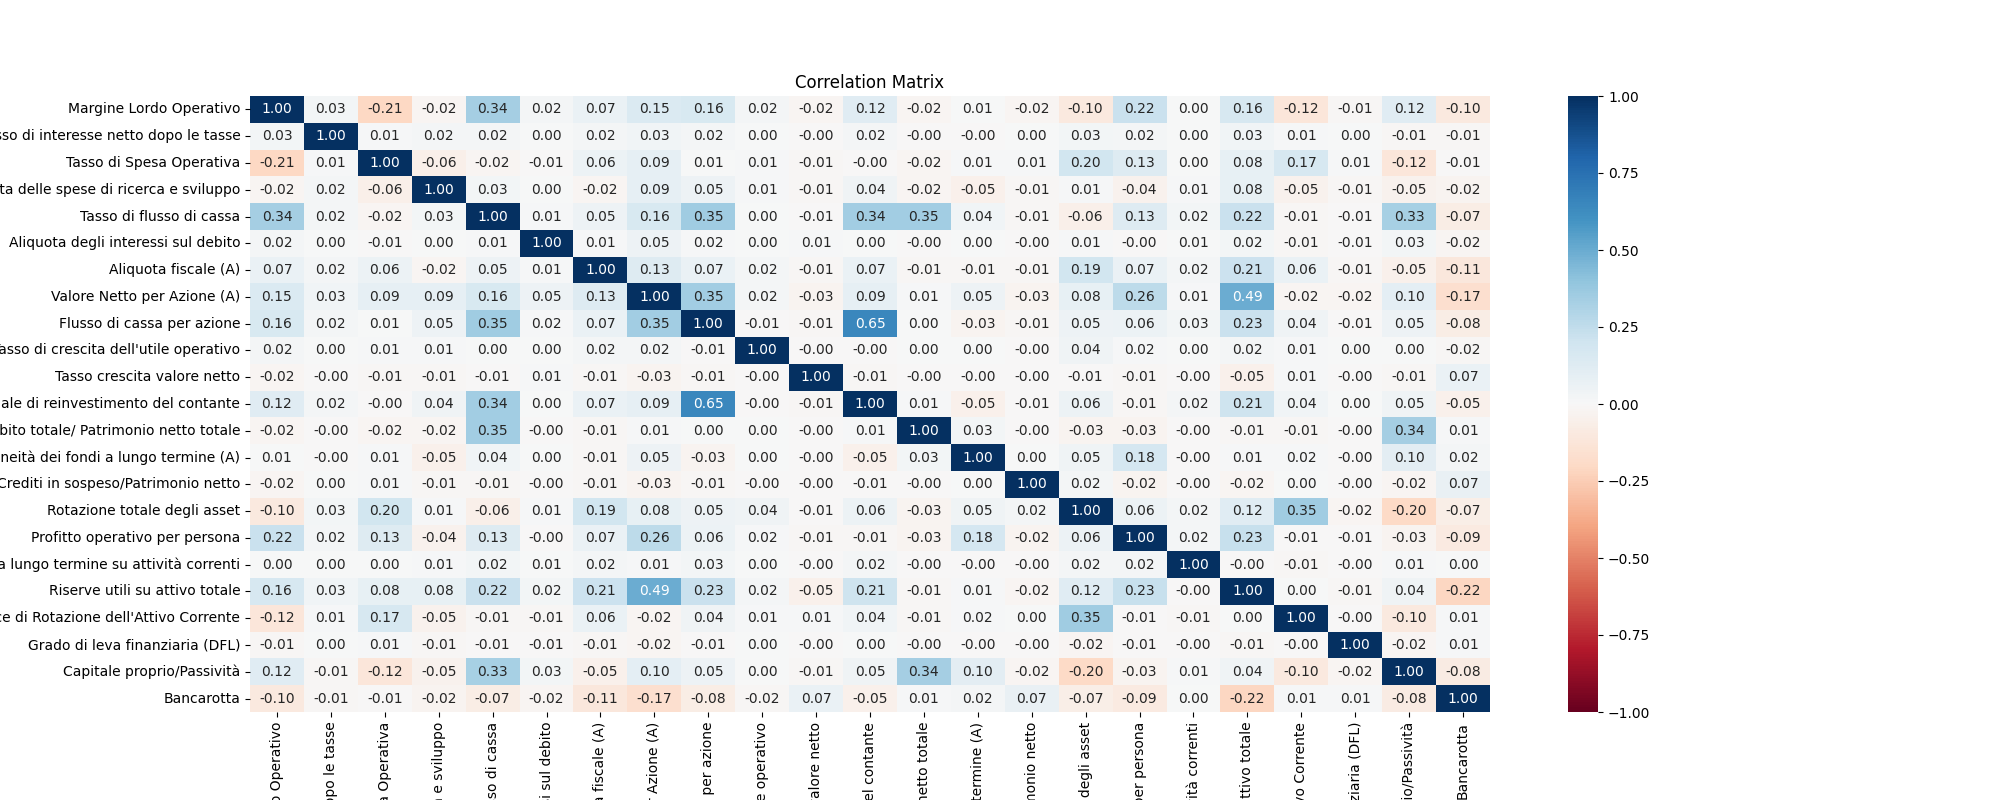 Correlation Matrix
Margine Lordo Operativo 1.00 0.03 -0.21 -0.02 0.34 0.02 0.07 0.15 0.16 0.02 -0.02 0.12 -0.02 0.01 -0.02 -0.10 0.22 0.00 0.16 -0.12 -0.01 0.12 -0.10
sso di interesse netto dopo le tasse 0.03 1.00 0.01 0.02 0.02 0.00 0.02 0.03 0.02 0.00 -0.00 0.02 -0.00 -0.00 0.00 0.03 0.02 0.00 0.03 0.01 0.00 -0.01 -0.01
Tasso di Spesa Operativa -0.21 0.01 1.00 -0.06 -0.02 -0.01 0.06 0.09 0.01 0.01 -0.01 -0.00 -0.02 0.01 0.01 0.20 0.13 0.00 0.08 0.17 0.01 -0.12 -0.01
ta delle spese di ricerca e sviluppo -0.02 0.02 -0.06 1.00 0.03 0.00 -0.02 0.09 0.05 0.01 -0.01 0.04 -0.02 -0.05 -0.01 0.01 -0.04 0.01 0.08 -0.05 -0.01 -0.05 -0.02
Tasso di flusso di cassa 0.34 0.02 -0.02 0.03 1.00 0.01 0.05 0.16 0.35 0.00 -0.01 0.34 0.35 0.04 -0.01 -0.06 0.13 0.02 0.22 -0.01 -0.01 0.33 -0.07
Aliquota degli interessi sul debito 0.02 0.00 -0.01 0.00 0.01 1.00 0.01 0.05 0.02 0.00 0.01 0.00 -0.00 0.00 -0.00 0.01 -0.00 0.01 0.02 -0.01 -0.01 0.03 -0.02
Aliquota fiscale (A) 0.07 0.02 0.06 -0.02 0.05 0.01 1.00 0.13 0.07 0.02 -0.01 0.07 -0.01 -0.01 -0.01 0.19 0.07 0.02 0.21 0.06 -0.01 -0.05 -0.11
Valore Netto per Azione (A) 0.15 0.03 0.09 0.09 0.16 0.05 0.13 1.00 0.35 0.02 -0.03 0.09 0.01 0.05 -0.03 0.08 0.26 0.01 0.49 -0.02 -0.02 0.10 -0.17
Flusso di cassa per azione 0.16 0.02 0.01 0.05 0.35 0.02 0.07 0.35 1.00 -0.01 -0.01 0.65 0.00 -0.03 -0.01 0.05 0.06 0.03 0.23 0.04 -0.01 0.05 -0.08
asso di crescita dell'utile operativo 0.02 0.00 0.01 0.01 0.00 0.00 0.02 0.02 -0.01 1.00 -0.00 -0.00 0.00 0.00 -0.00 0.04 0.02 0.00 0.02 0.01 0.00 0.00 -0.02
Tasso crescita valore netto -0.02 -0.00 -0.01 -0.01 -0.01 0.01 -0.01 -0.03 -0.01 -0.00 1.00 -0.01 -0.00 -0.00 -0.00 -0.01 -0.01 -0.00 -0.05 0.01 -0.00 -0.01 0.07
ale di reinvestimento del contante 0.12 0.02 -0.00 0.04 0.34 0.00 0.07 0.09 0.65 -0.00 -0.01 1.00 0.01 -0.05 -0.01 0.06 -0.01 0.02 0.21 0.04 0.00 0.05 -0.05
bito totale/ Patrimonio netto totale -0.02 -0.00 -0.02 -0.02 0.35 -0.00 -0.01 0.01 0.00 0.00 -0.00 0.01 1.00 0.03 -0.00 -0.03 -0.03 -0.00 -0.01 -0.01 -0.00 0.34 0.01
neità dei fondi a lungo termine (A) 0.01 -0.00 0.01 -0.05 0.04 0.00 -0.01 0.05 -0.03 0.00 -0.00 -0.05 0.03 1.00 0.00 0.05 0.18 -0.00 0.01 0.02 -0.00 0.10 0.02
Crediti in sospeso/Patrimonio netto -0.02 0.00 0.01 -0.01 -0.01 -0.00 -0.01 -0.03 -0.01 -0.00 -0.00 -0.01 -0.00 0.00 1.00 0.02 -0.02 -0.00 -0.02 0.00 -0.00 -0.02 0.07
Rotazione totale degli asset -0.10 0.03 0.20 0.01 -0.06 0.01 0.19 0.08 0.05 0.04 -0.01 0.06 -0.03 0.05 0.02 1.00 0.06 0.02 0.12 0.35 -0.02 -0.20 -0.07
Profitto operativo per persona 0.22 0.02 0.13 -0.04 0.13 -0.00 0.07 0.26 0.06 0.02 -0.01 -0.01 -0.03 0.18 -0.02 0.06 1.00 0.02 0.23 -0.01 -0.01 -0.03 -0.09
a lungo termine su attività correnti 0.00 0.00 0.00 0.01 0.02 0.01 0.02 0.01 0.03 0.00 -0.00 0.02 -0.00 -0.00 -0.00 0.02 0.02 1.00 -0.00 -0.01 -0.00 0.01 0.00
Riserve utili su attivo totale 0.16 0.03 0.08 0.08 0.22 0.02 0.21 0.49 0.23 0.02 -0.05 0.21 -0.01 0.01 -0.02 0.12 0.23 -0.00 1.00 0.00 -0.01 0.04 -0.22
ce di Rotazione dell'Attivo Corrente -0.12 0.01 0.17 -0.05 -0.01 -0.01 0.06 -0.02 0.04 0.01 0.01 0.04 -0.01 0.02 0.00 0.35 -0.01 -0.01 0.00 1.00 -0.00 -0.10 0.01
Grado di leva finanziaria (DFL) -0.01 0.00 0.01 -0.01 -0.01 -0.01 -0.01 -0.02 -0.01 0.00 -0.00 0.00 -0.00 -0.00 -0.00 -0.02 -0.01 -0.00 -0.01 -0.00 1.00 -0.02 0.01
Capitale proprio/Passività 0.12 -0.01 -0.12 -0.05 0.33 0.03 -0.05 0.10 0.05 0.00 -0.01 0.05 0.34 0.10 -0.02 -0.20 -0.03 0.01 0.04 -0.10 -0.02 1.00 -0.08
Bancarotta -0.10 -0.01 -0.01 -0.02 -0.07 -0.02 -0.11 -0.17 -0.08 -0.02 0.07 -0.05 0.01 0.02 0.07 -0.07 -0.09 0.00 -0.22 0.01 0.01 -0.08 1.00
o Operativo
opo le tasse
a Operativa
a e sviluppo
so di cassa
si sul debito
a fiscale (A)
r Azione (A)
per azione
e operativo
valore netto
el contante
netto totale
termine (A)
monio netto
degli asset
per persona
ità correnti
attivo totale
vo Corrente
ziaria (DFL)
io/Passività
Bancarotta
1.00
0.75
0.50
0.25
0.00
−0.25
−0.50
−0.75
−1.00